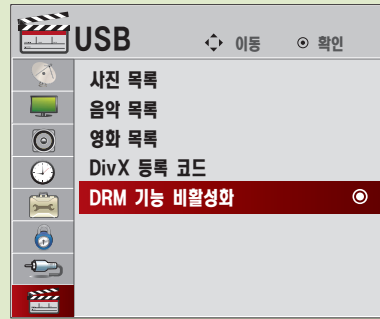 USB 이동 확인
사진 목록
음악 목록
영화 목록
DivX 등록 코드
DRM 기능 비활성화